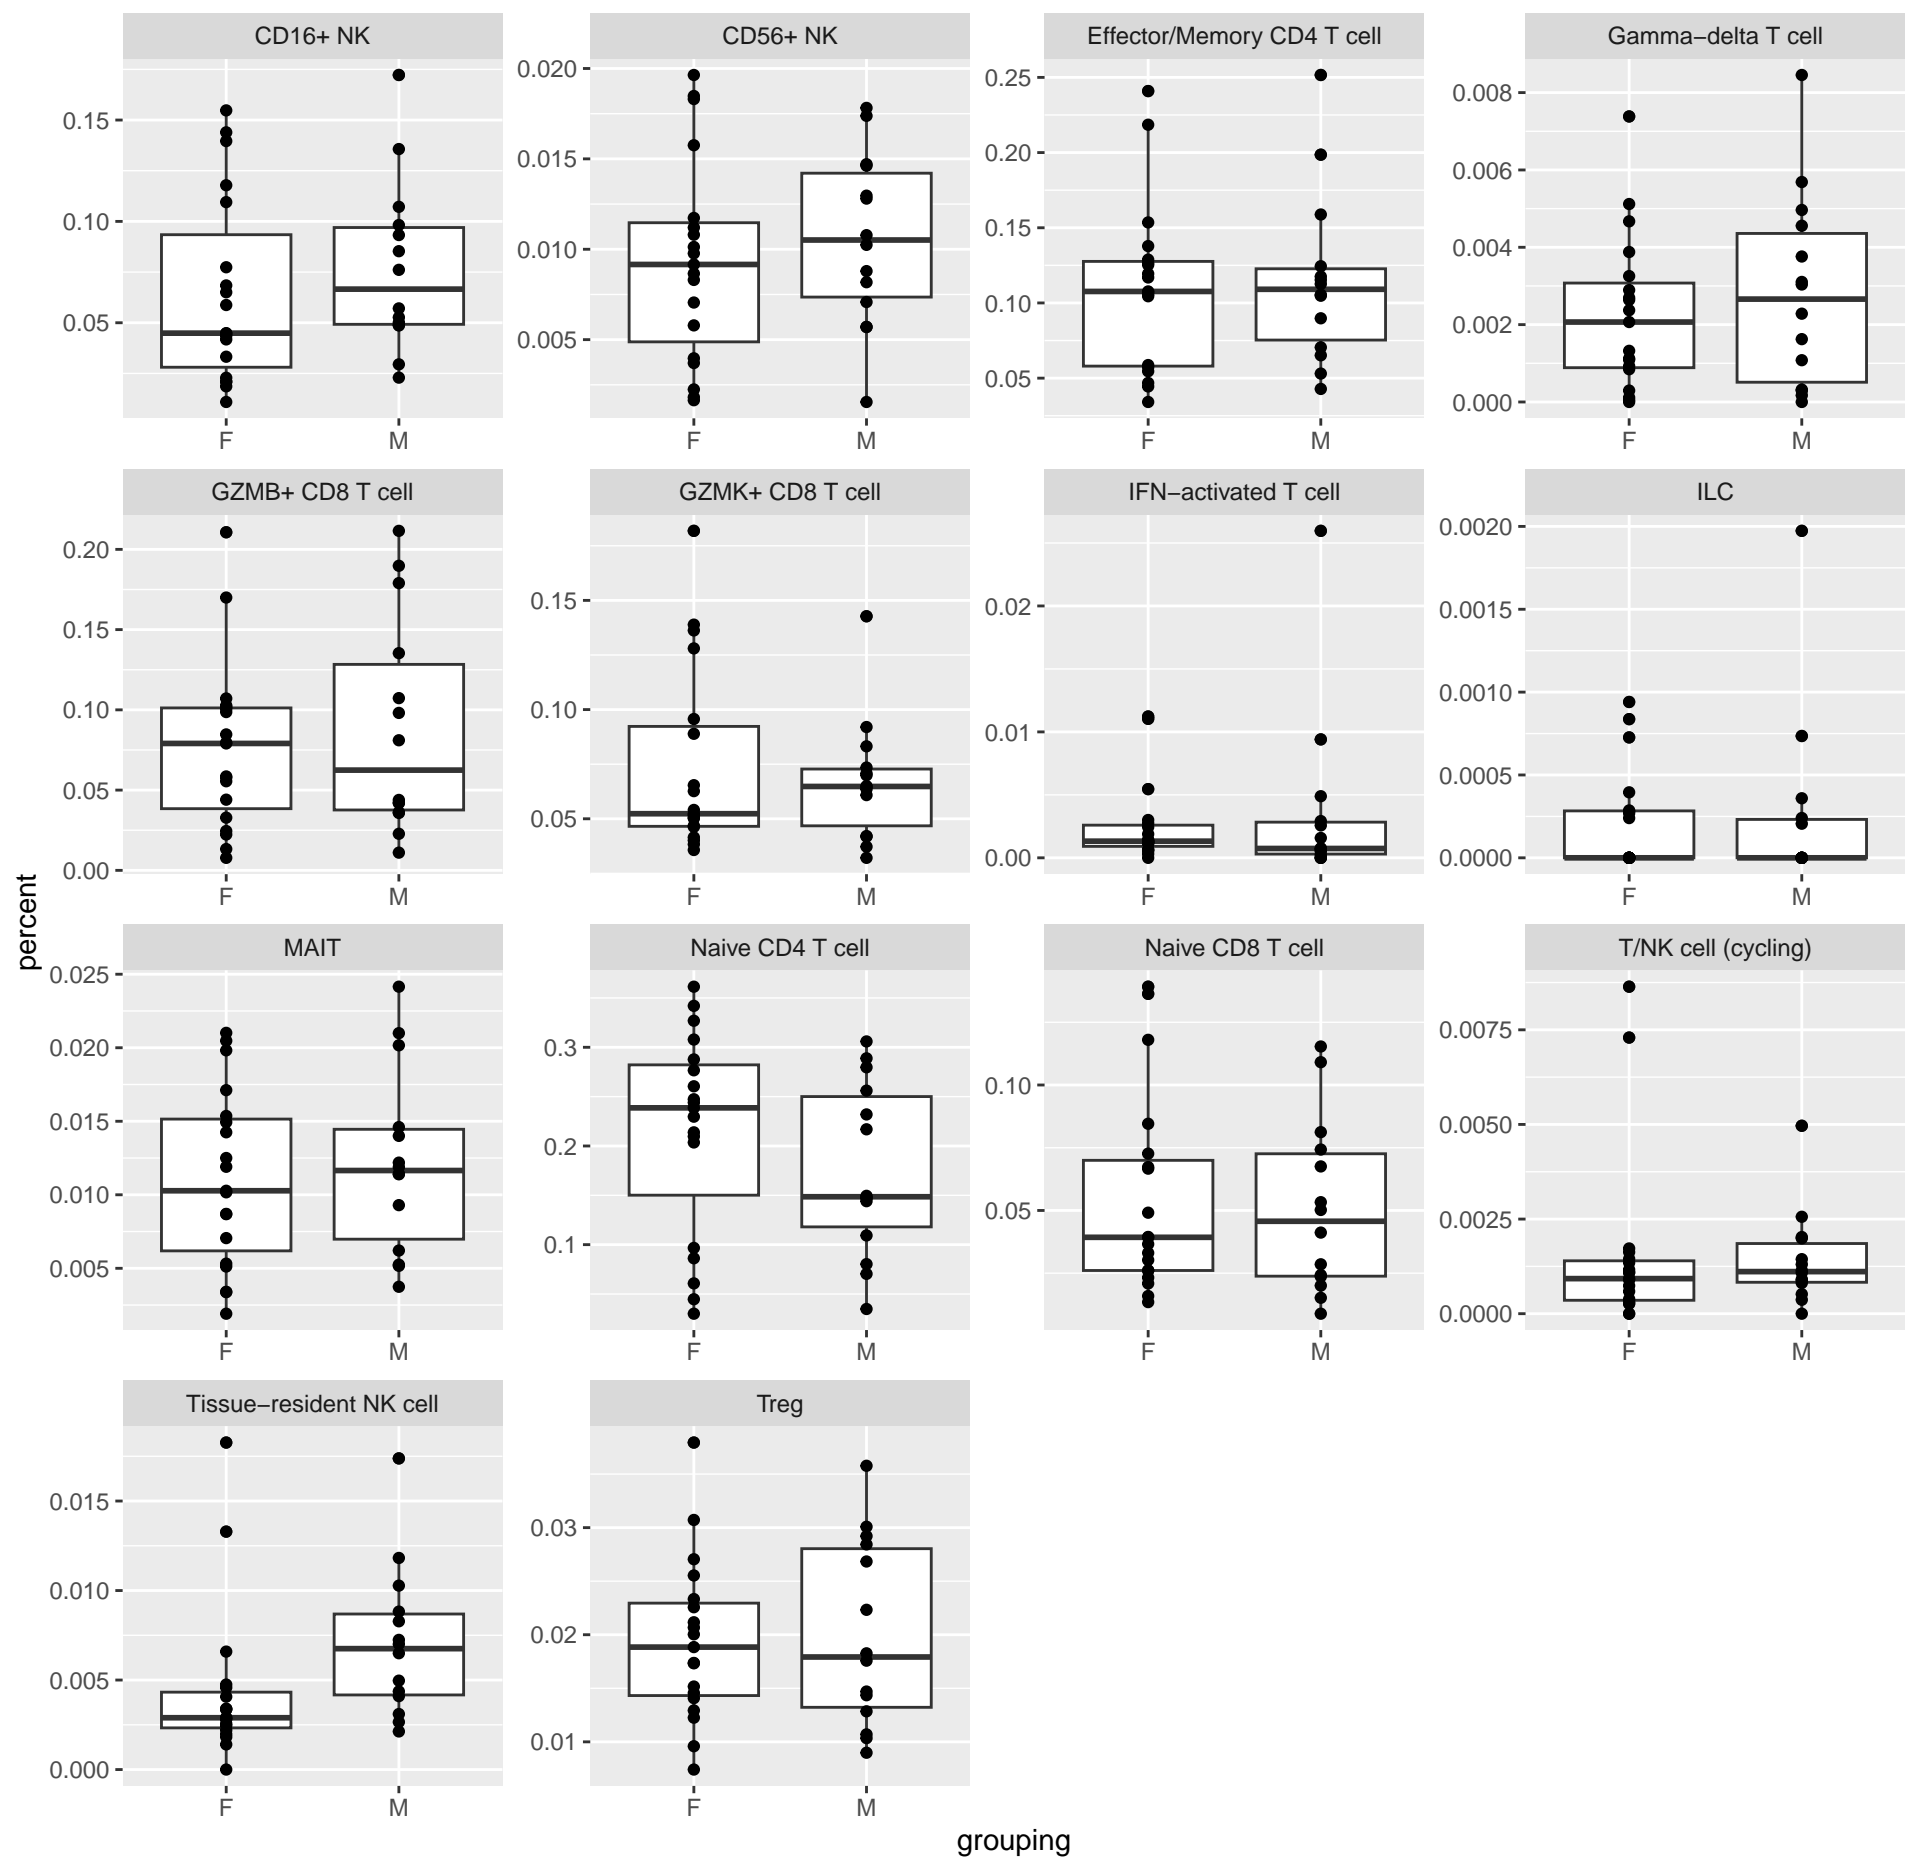 CD16+ NK
CD56+ NK
Effector/Memory CD4 T cell
Gamma−delta T cell
0.15
0.10
0.05
0.020
0.015
0.010
0.005
0.25
0.20
0.15
0.10
0.05
0.008
0.006
0.004
0.002
0.000
F M
F M
F M
F M
GZMB+ CD8 T cell
GZMK+ CD8 T cell
IFN−activated T cell
ILC
0.20
0.15
0.10
0.05
0.00
0.15
0.10
0.05
0.02
0.01
0.00
0.0020
0.0015
0.0010
0.0005
0.0000
F M
F M
F M
F M
percent
MAIT
Naive CD4 T cell
Naive CD8 T cell
T/NK cell (cycling)
0.025
0.020
0.015
0.010
0.005
0.3
0.2
0.1
0.10
0.05
0.0075
0.0050
0.0025
0.0000
F M
F M
F M
F M
Tissue−resident NK cell
Treg
0.015
0.010
0.005
0.000
0.03
0.02
0.01
F M
F M
grouping